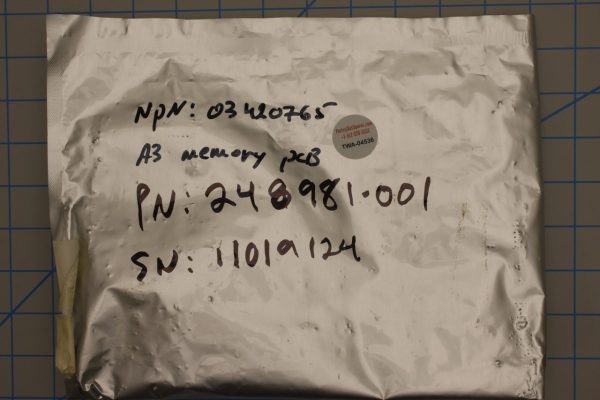 NpN: 03420765
A3 memory pcB
PN: 248981-001
SN: 11019124
TWA-04536